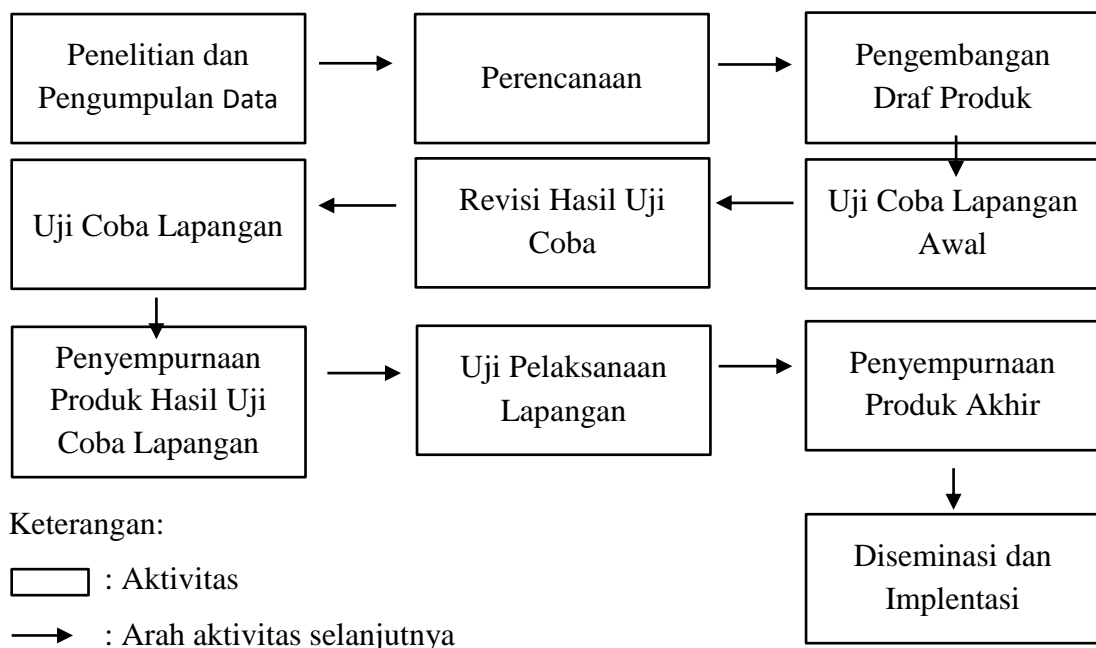 Penelitian dan
Pengumpulan Data
Perencanaan
Pengembangan
Draf Produk
Uji Coba Lapangan
Awal
Revisi Hasil Uji
Coba
Uji Coba Lapangan
Penyempurnaan
Produk Hasil Uji
Coba Lapangan
Uji Pelaksanaan
Lapangan
Penyempurnaan
Produk Akhir
Diseminasi dan
Implentasi
Keterangan:
: Aktivitas
: Arah aktivitas selanjutnya